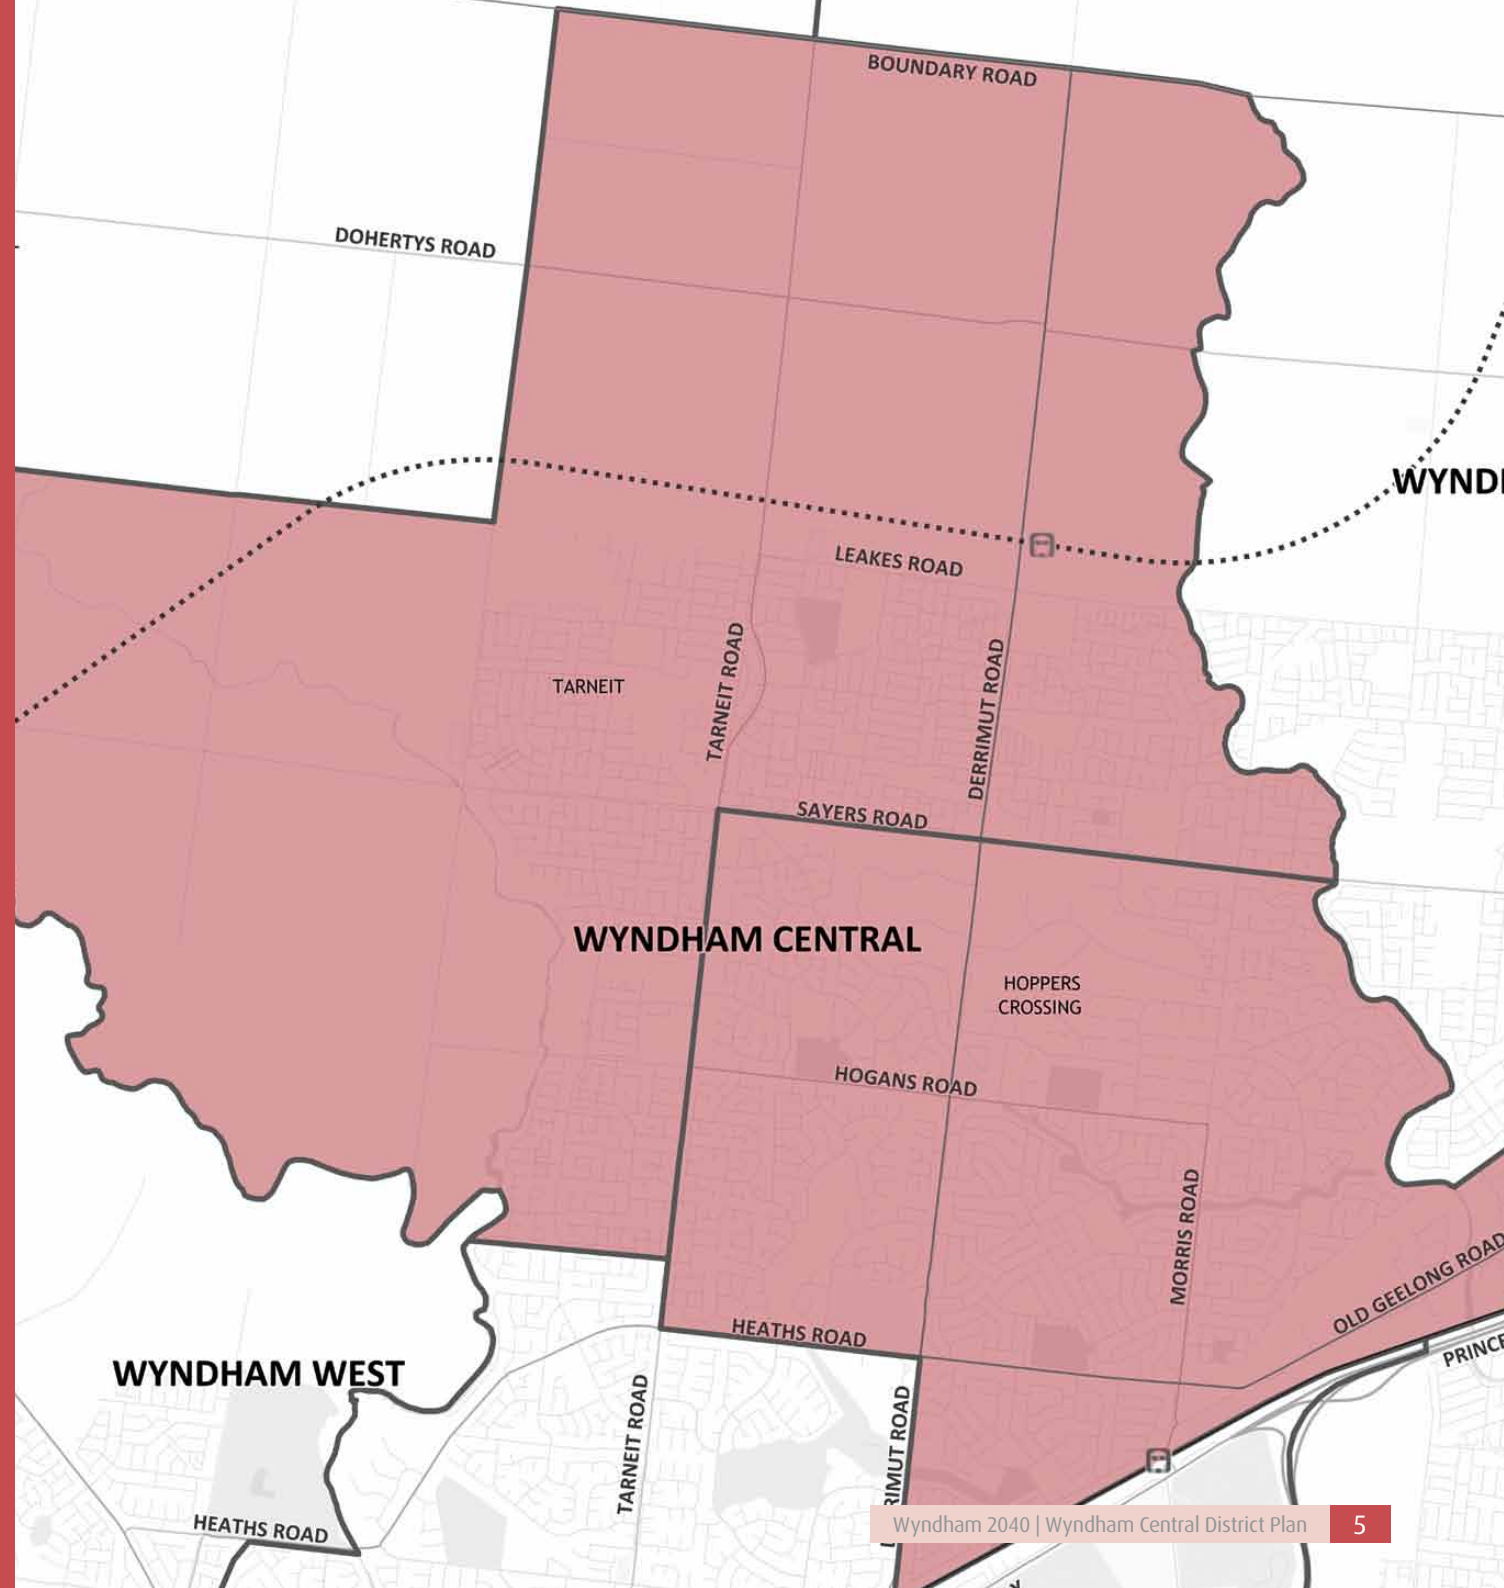 BOUNDARY ROAD
DOHERTYS ROAD
LEAKES ROAD
TARNEIT ROAD
DERRIMUT ROAD
TARNEIT
SAYERS ROAD
WYNDHAM CENTRAL
HOPPERS
CROSSING
HOGANS ROAD
MORRIS ROAD
OLD GEELONG ROAD
HEATHS ROAD
WYNDHAM WEST
TARNEIT ROAD
HEATHS ROAD
Wyndham 2040 | Wyndham Central District Plan 5